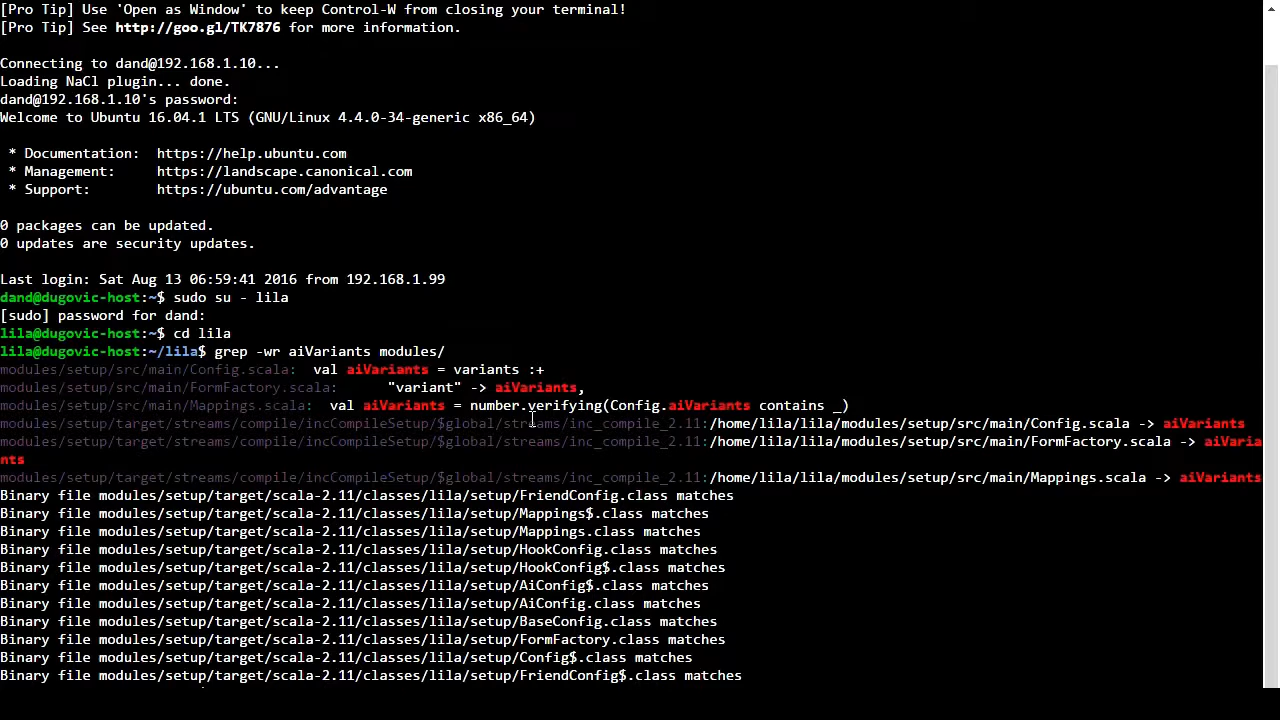 [Pro Tip] Use 'Open as Window' to keep Control-W from closing your terminal!
[Pro Tip] See http://goo.gl/TK7876 for more information.
Connecting to dand@192.168.1.10...
Loading NaCl plugin... done.
dand@192.168.1.10's password:
Welcome to Ubuntu 16.04.1 LTS (GNU/Linux 4.4.0-34-generic x86_64)
* Documentation:  https://help.ubuntu.com
* Management:     https://landscape.canonical.com
* Support:        https://ubuntu.com/advantage
0 packages can be updated.
0 updates are security updates.
Last login: Sat Aug 13 06:59:41 2016 from 192.168.1.99
dand@dugovic-host:~$ sudo su - lila
[sudo] password for dand:
lila@dugovic-host:~$ cd lila
lila@dugovic-host:~/lila$ grep -wr aiVariants modules/
modules/setup/src/main/Config.scala:  val aiVariants = variants :+
modules/setup/src/main/FormFactory.scala:      "variant" -> aiVariants,
modules/setup/src/main/Mappings.scala:  val aiVariants = number.verifying(Config.aiVariants contains _)
modules/setup/target/streams/compile/incCompileSetup/$global/streams/inc_compile_2.11:/home/lila/lila/modules/setup/src/main/Config.scala -> aiVariants
modules/setup/target/streams/compile/incCompileSetup/$global/streams/inc_compile_2.11:/home/lila/lila/modules/setup/src/main/FormFactory.scala -> aiVaria
nts
modules/setup/target/streams/compile/incCompileSetup/$global/streams/inc_compile_2.11:/home/lila/lila/modules/setup/src/main/Mappings.scala -> aiVariants
Binary file modules/setup/target/scala-2.11/classes/lila/setup/FriendConfig.class matches
Binary file modules/setup/target/scala-2.11/classes/lila/setup/Mappings$.class matches
Binary file modules/setup/target/scala-2.11/classes/lila/setup/Mappings.class matches
Binary file modules/setup/target/scala-2.11/classes/lila/setup/HookConfig.class matches
Binary file modules/setup/target/scala-2.11/classes/lila/setup/HookConfig$.class matches
Binary file modules/setup/target/scala-2.11/classes/lila/setup/AiConfig$.class matches
Binary file modules/setup/target/scala-2.11/classes/lila/setup/AiConfig.class matches
Binary file modules/setup/target/scala-2.11/classes/lila/setup/BaseConfig.class matches
Binary file modules/setup/target/scala-2.11/classes/lila/setup/FormFactory.class matches
Binary file modules/setup/target/scala-2.11/classes/lila/setup/Config$.class matches
Binary file modules/setup/target/scala-2.11/classes/lila/setup/FriendConfig$.class matches